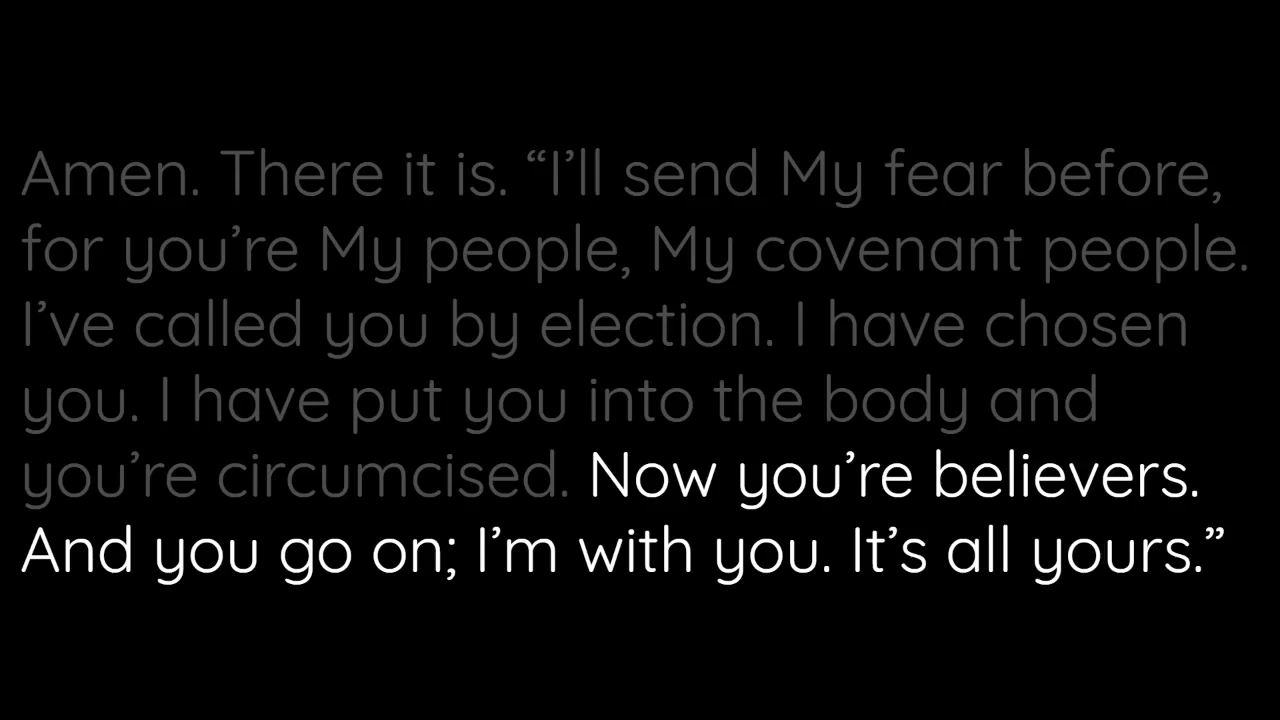 Amen. There it is. “I’ll send My fear before,
for you’re My people, My covenant people.
I’ve called you by election. I have chosen
you. I have put you into the body and
you’re circumcised. Now you’re believers.
And you go on; I’m with you. It’s all yours.”